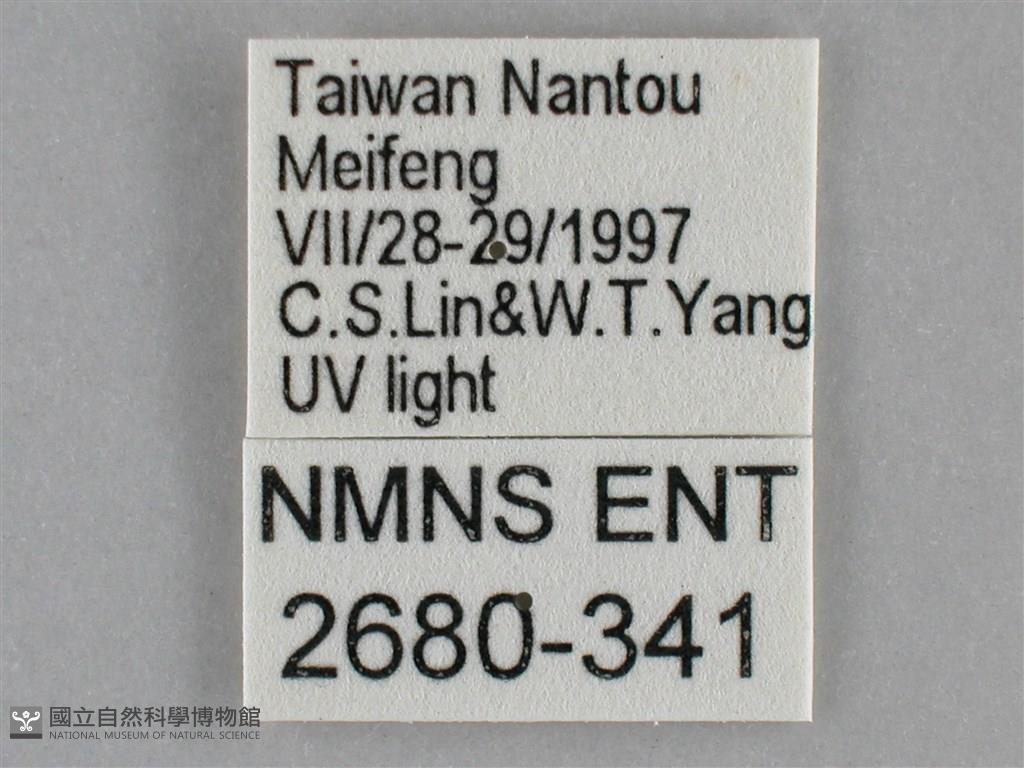 Taiwan Nantou
Meifeng
VII/28-29/1997
C.S.Lin&W.T.Yang
UV light
NMNS ENT
2680-341
國立自然科學博物館
NATIONAL MUSEUM OF NATURAL SCIENCE